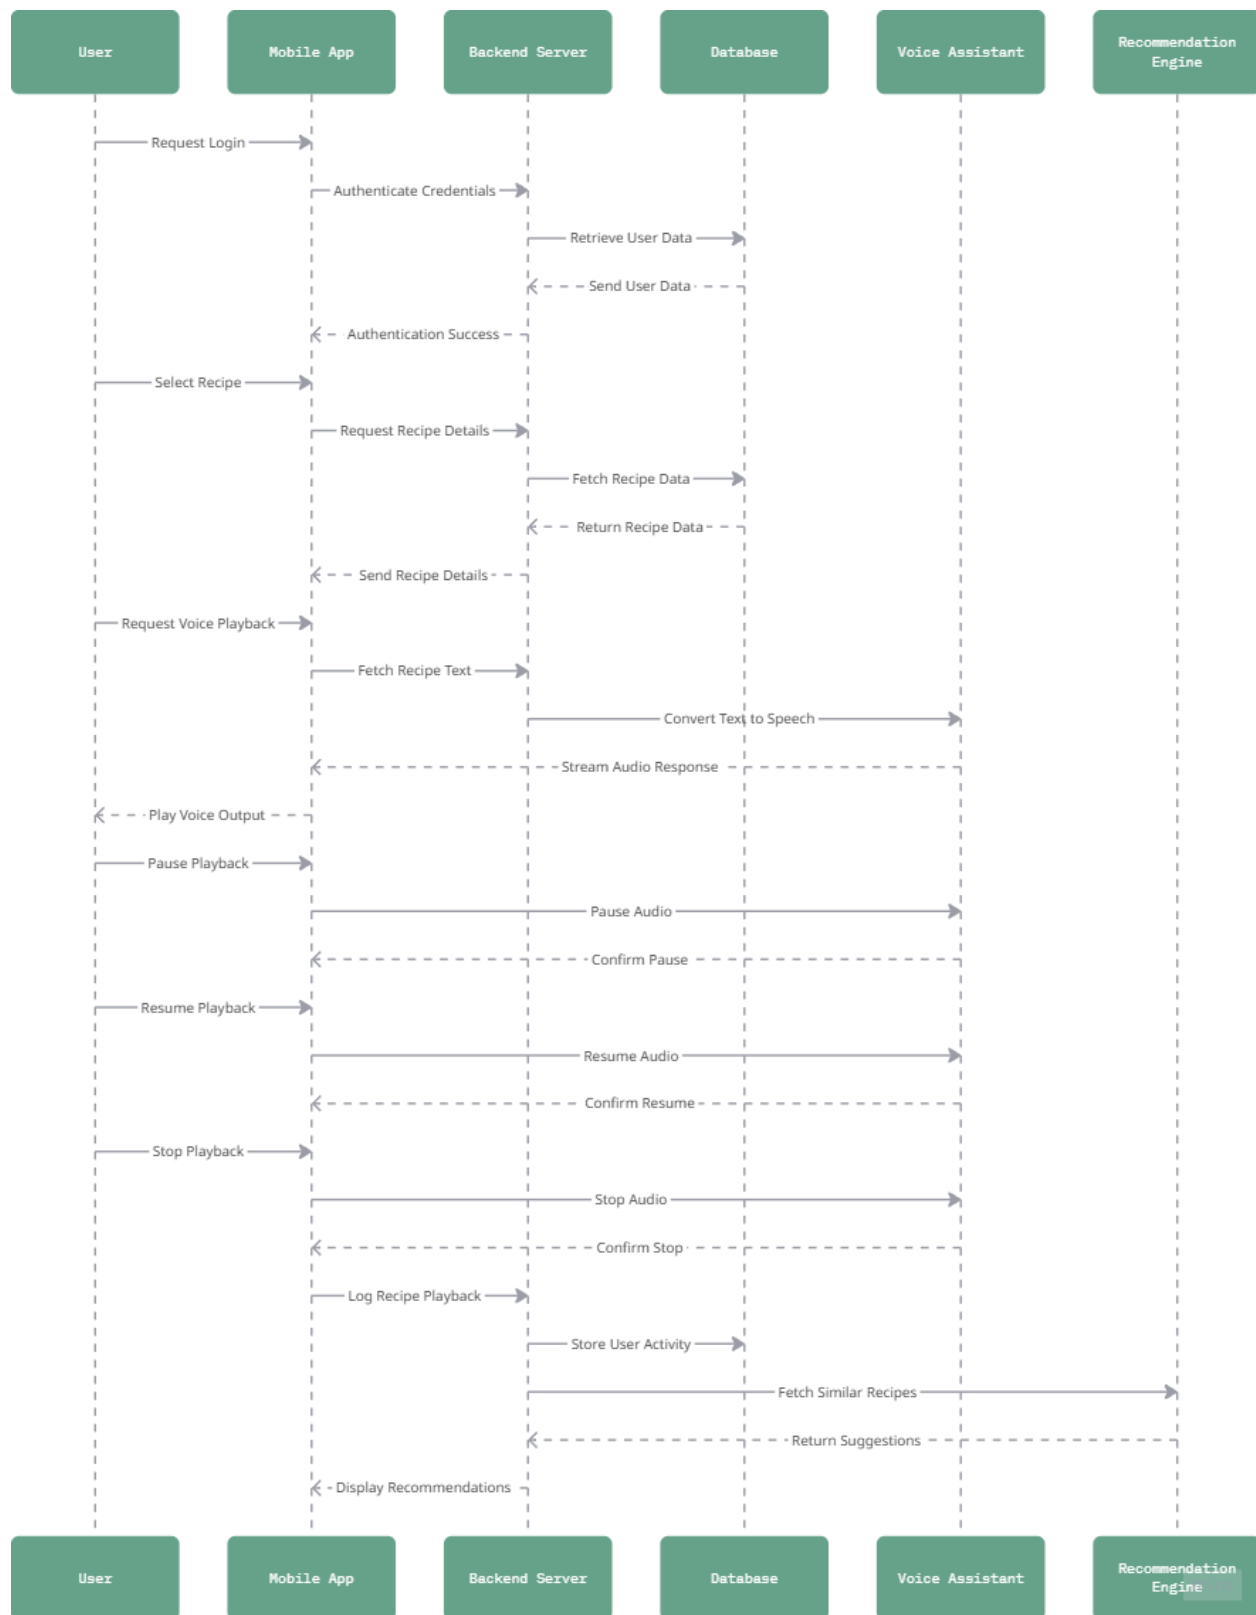 User
Mobile App
Backend Server
Database
Voice Assistant
Recommendation
Engine
Request Login
Authenticate Credentials
Retrieve User Data
Send User Data
Authentication Success
Select Recipe
Request Recipe Details
Fetch Recipe Data
Return Recipe Data
Send Recipe Details
Request Voice Playback
Fetch Recipe Text
Convert Text to Speech
Stream Audio Response
Play Voice Output
Pause Playback
Pause Audio
Confirm Pause
Resume Playback
Resume Audio
Confirm Resume
Stop Playback
Stop Audio
Confirm Stop
Log Recipe Playback
Store User Activity
Fetch Similar Recipes
Return Suggestions
Display Recommendations
User
Mobile App
Backend Server
Database
Voice Assistant
Recommendation
Engine